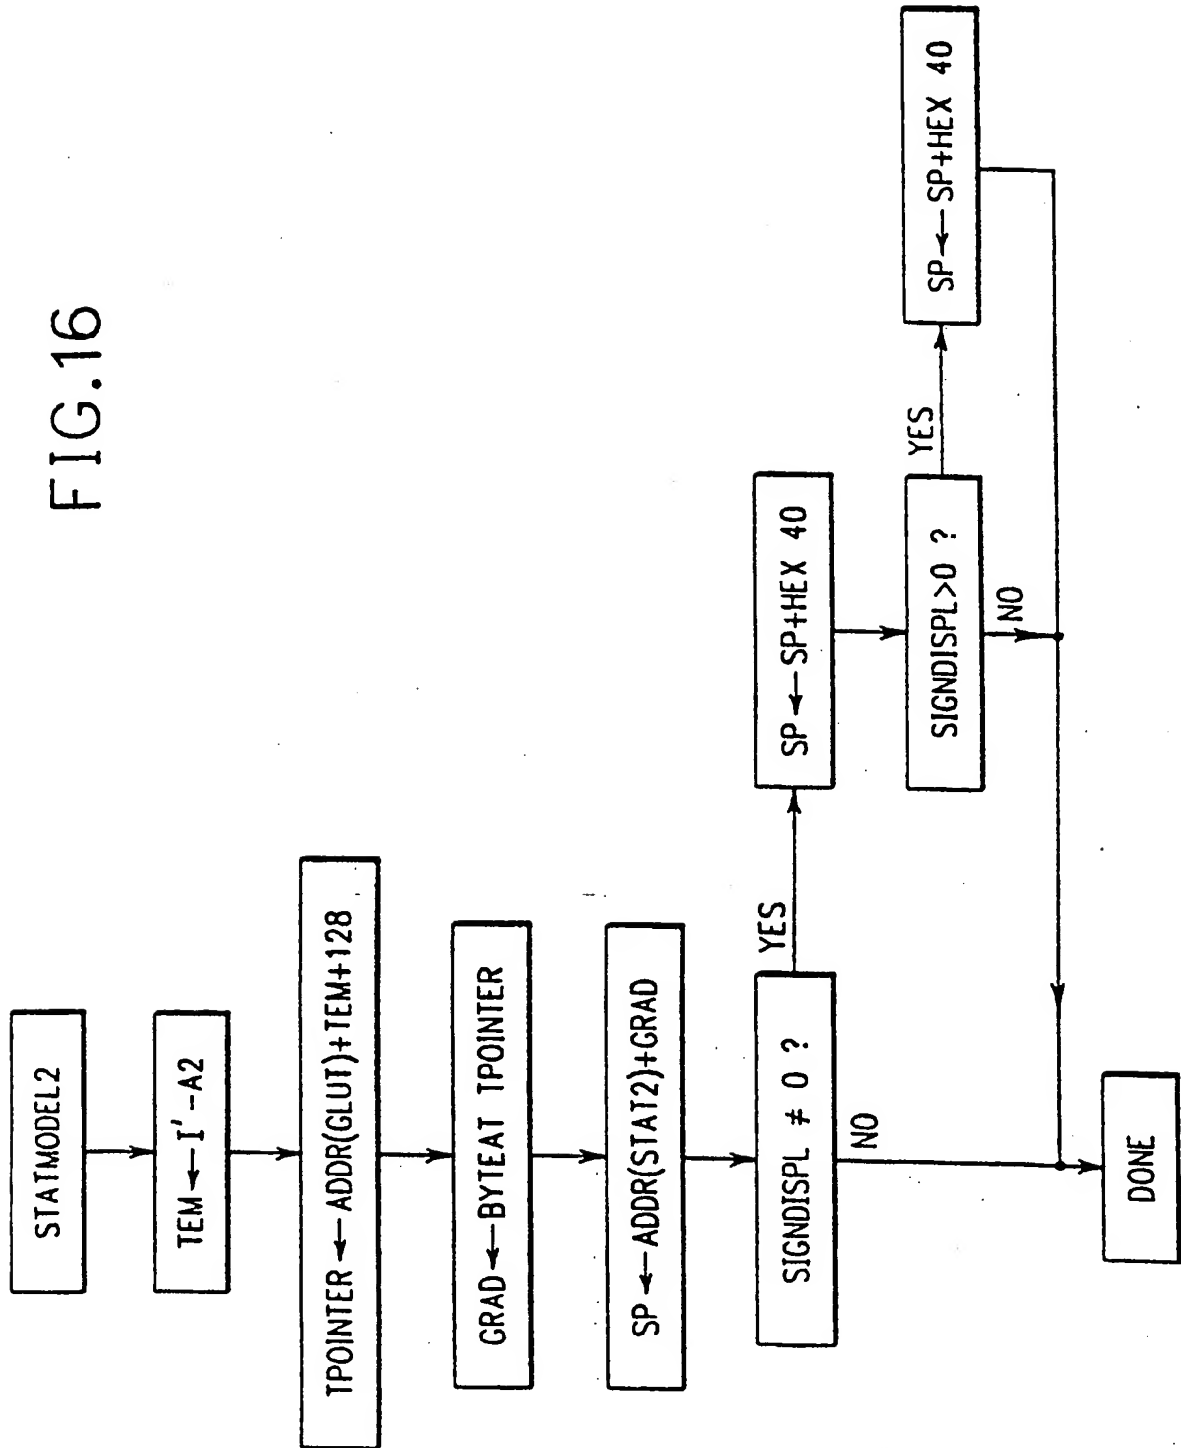 FIG.16
STATMODEL2
TEM←I'-A2
TPOINTER←ADDR(GLUT)+TEM+128
GRAD←BYTEAT TPOINTER
SP←ADDR(STAT2)+GRAD
SIGNDISPL ≠ 0 ?
YES
NO
SP←SP+HEX 40
SIGNDISPL>0 ?
YES
NO
SP←SP+HEX 40
DONE